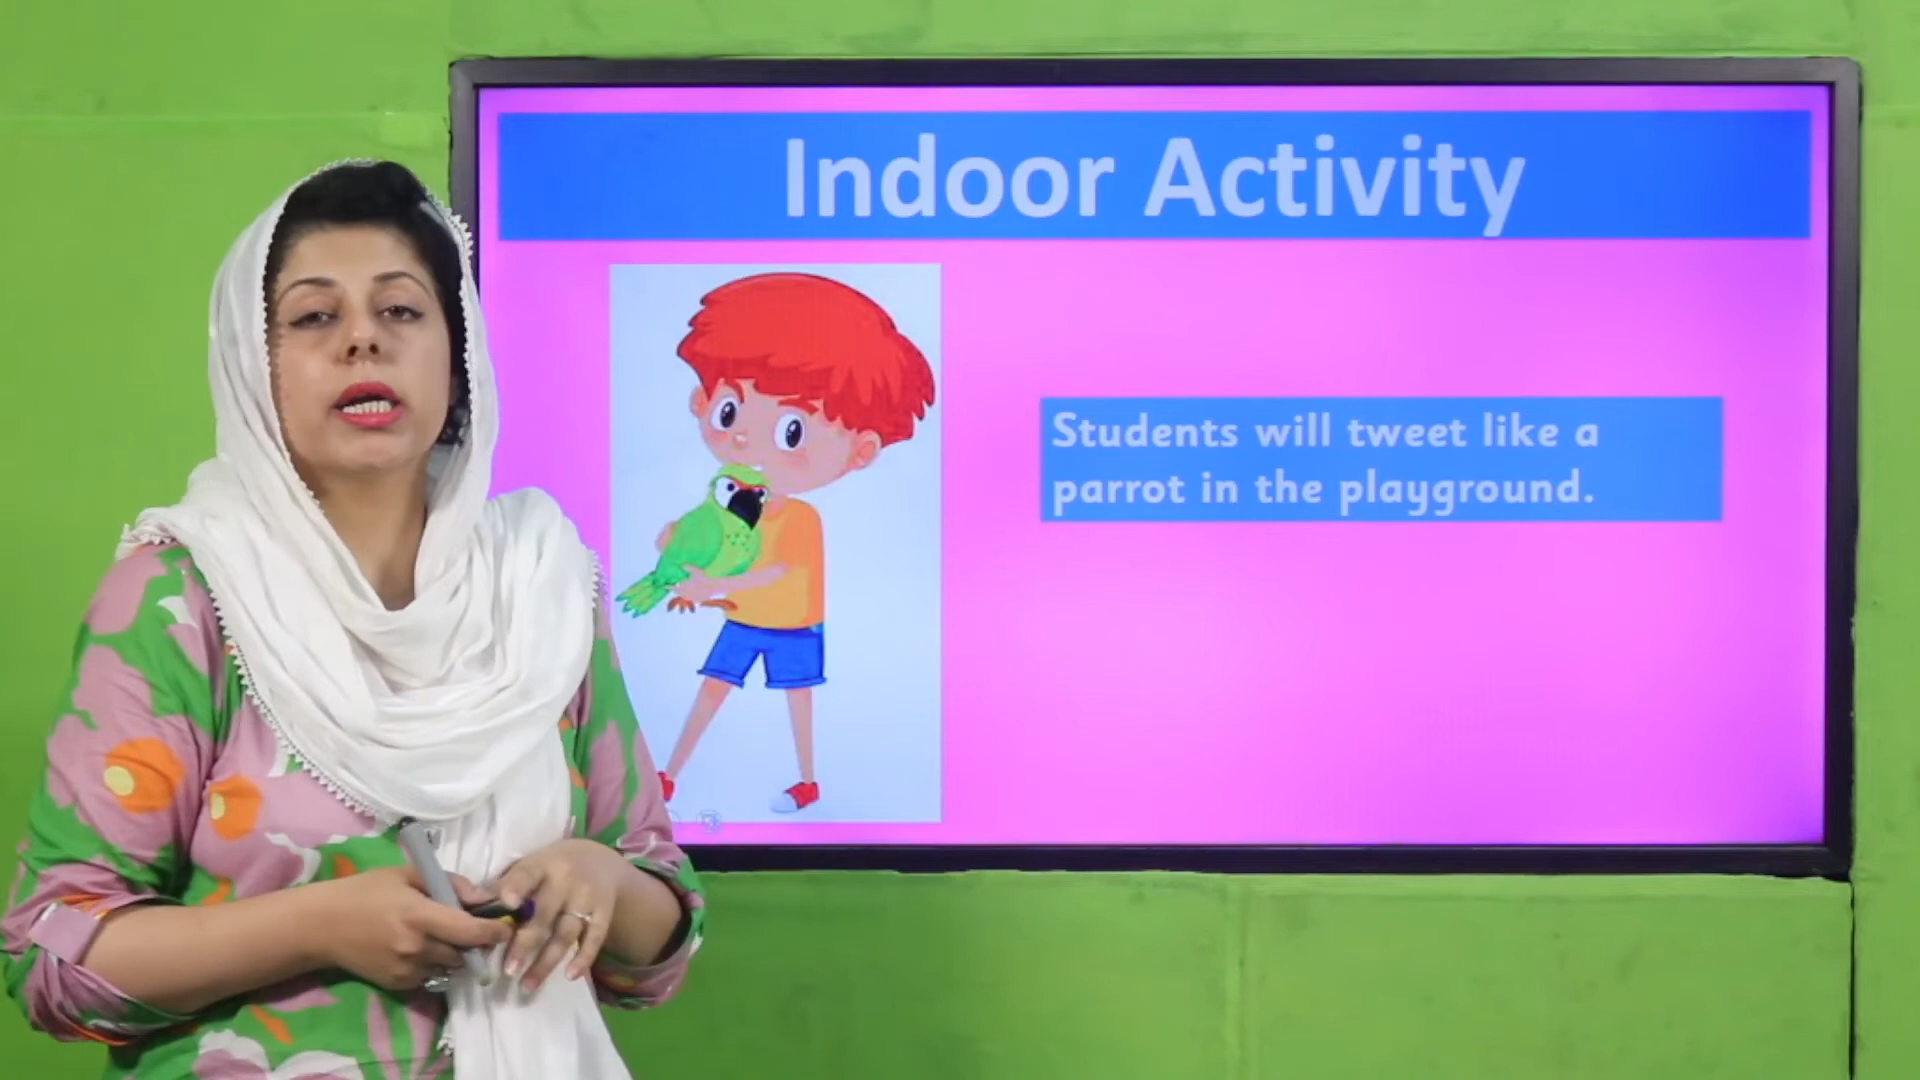 Indoor Activity
Students will tweet like a
parrot in the playground.